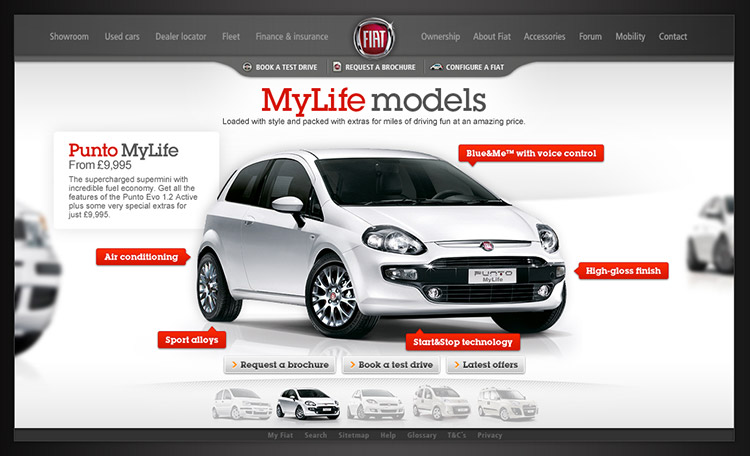 Showroom Used cars Dealer locator Fleet Finance & insurance FIAT Ownership About Fiat Accessories Forum Mobility Contact
BOOK A TEST DRIVE REQUEST A BROCHURE CONFIGURE A FIAT
MyLife models
Loaded with style and packed with extras for miles of driving fun at an amazing price.
Punto MyLife
From £9,995
The supercharged supermini with
incredible fuel economy. Get all the
features of the Punto Evo 1.2 Active
plus some very special extras for
just £9,995.
Blue&Me™ with voice control
Air conditioning
High-gloss finish
PUNTO
MyLife
Sport alloys
Start&Stop technology
Request a brochure
Book a test drive
Latest offers
My Fiat Search Sitetmap Help Glossary T&C's Privacy